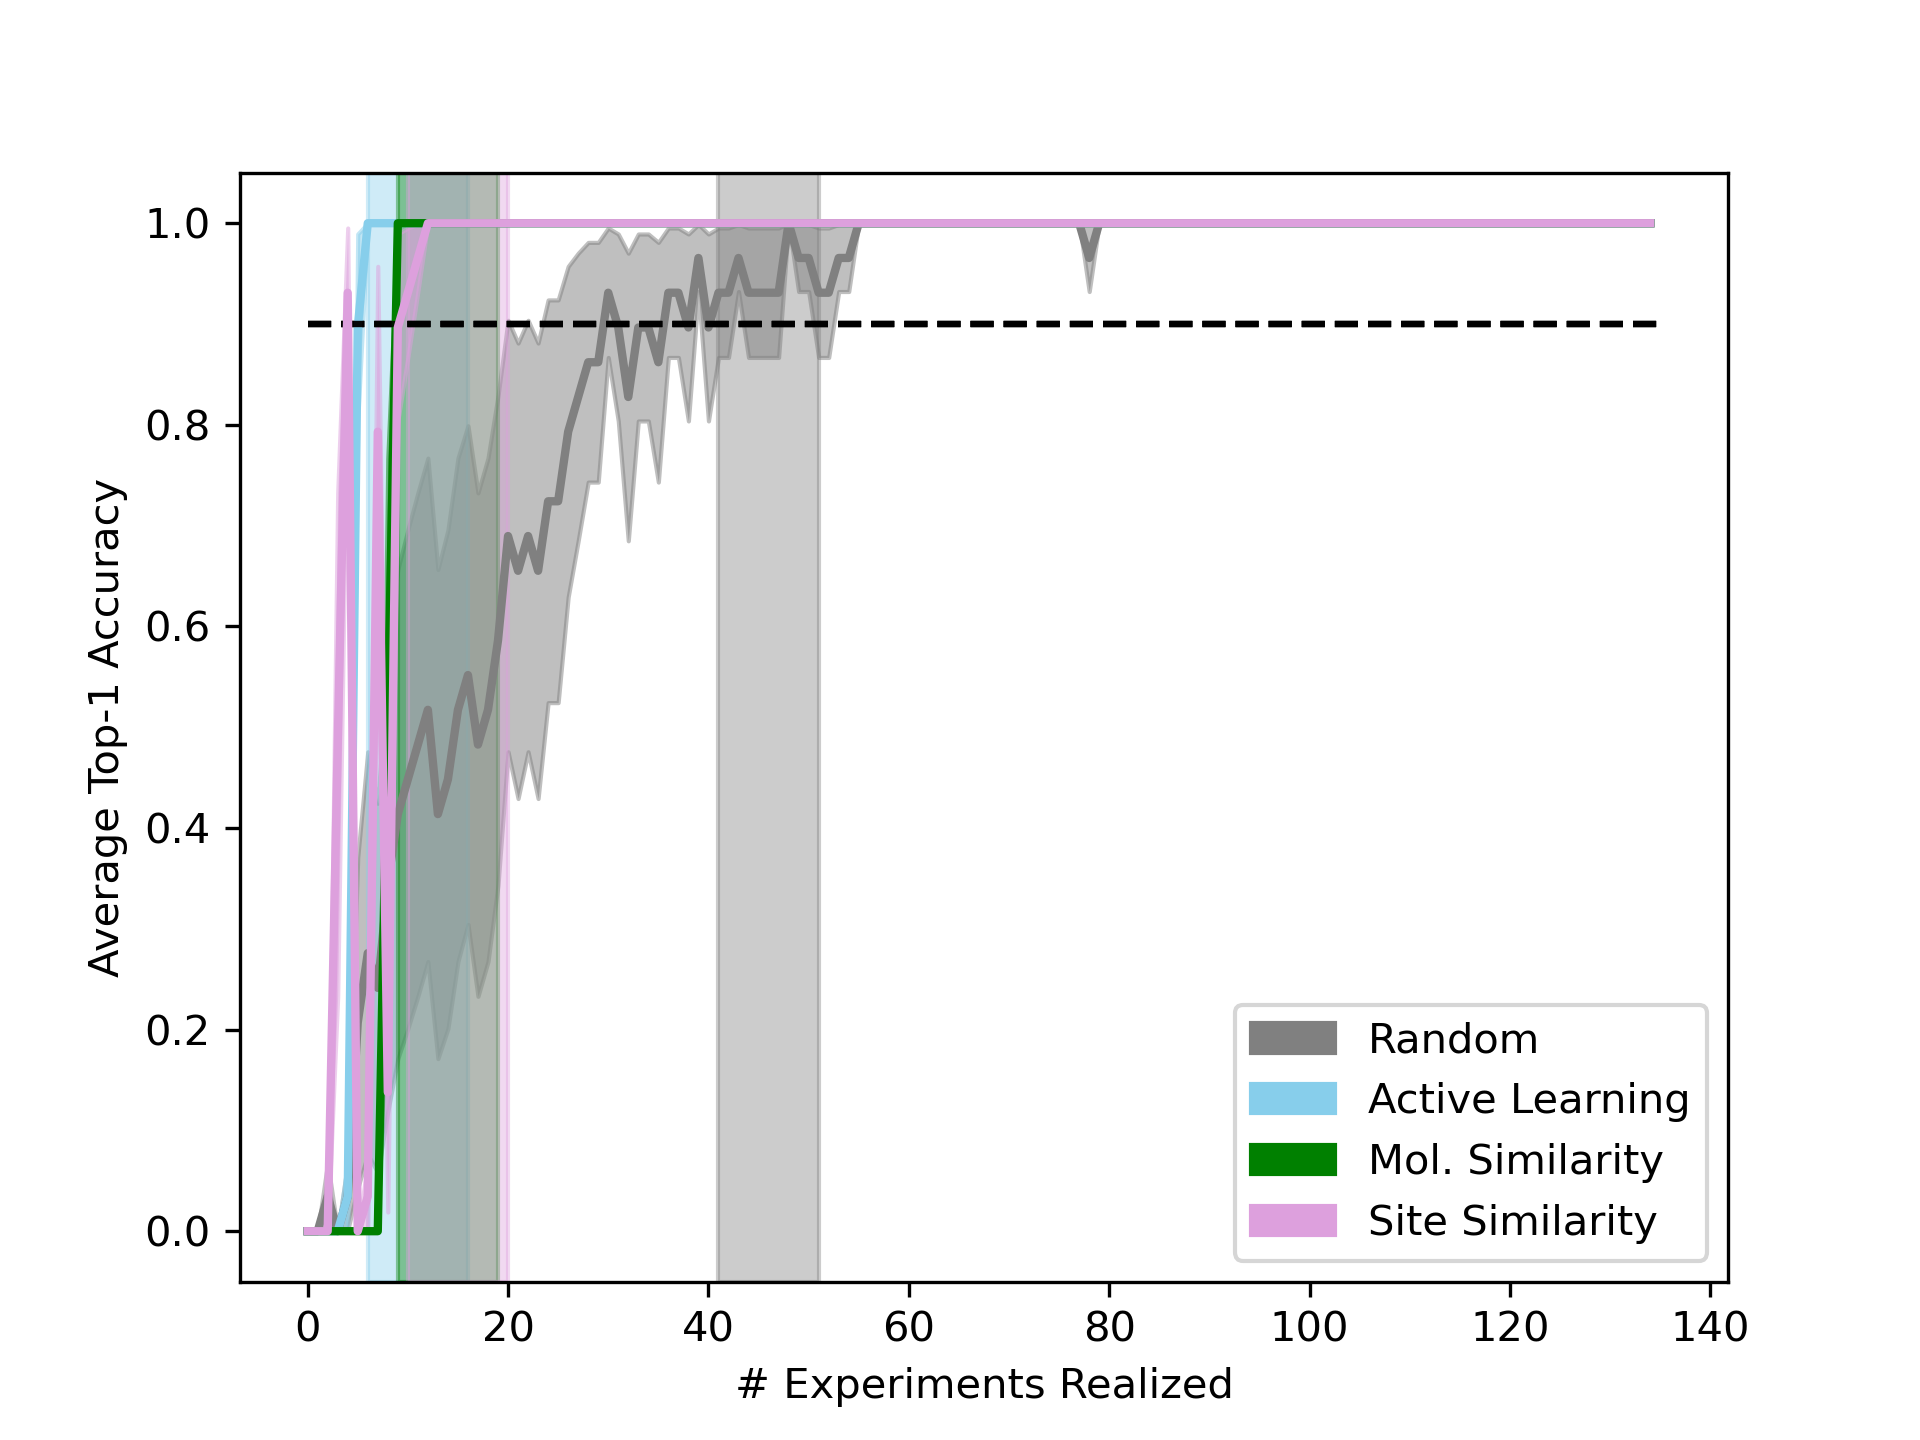 1.0
0.8
0.6
0.4
0.2
0.0
Average Top-1 Accuracy
0 20 40 60 80 100 120 140
# Experiments Realized
Random
Active Learning
Mol. Similarity
Site Similarity